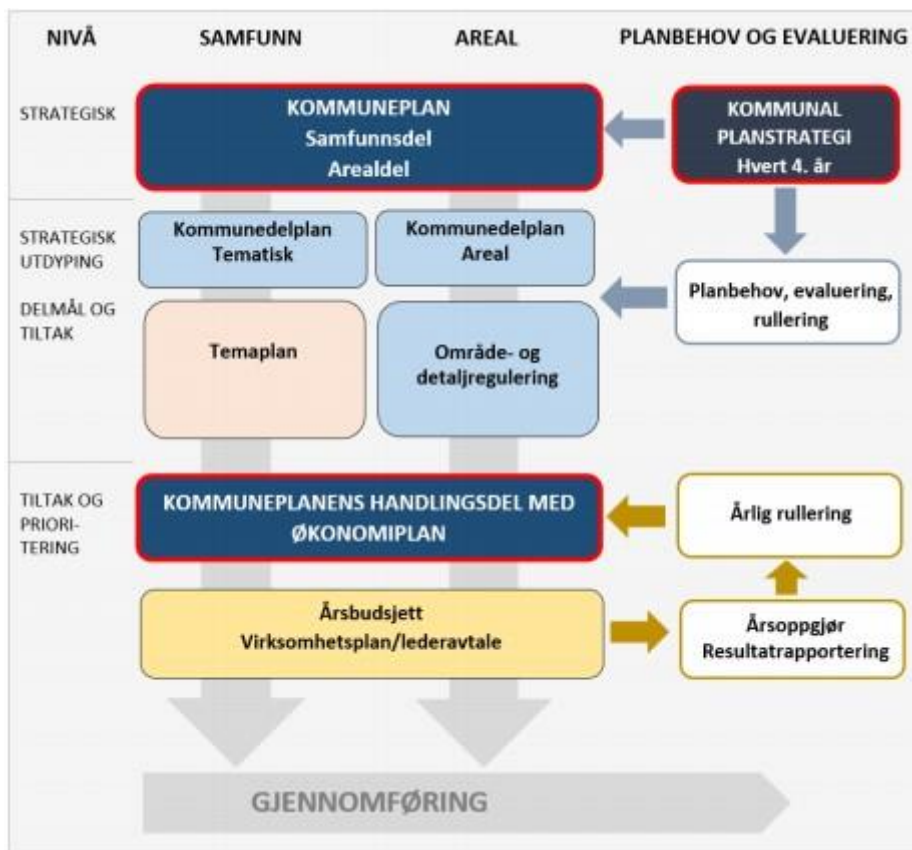 NIVÅ
SAMFUNN
AREAL
PLANBEHOV OG EVALUERING
STRATEGISK
KOMMUNEPLAN
Samfunnsdel
Arealdel
KOMMUNAL
PLANSTRATEGI
Hvert 4. år
STRATEGISK
UTDYPING
Kommunedelplan
Tematisk
Kommunedelplan
Areal
DELMÅL OG
TILTAK
Temaplan
Område- og
detaljregulering
Planbehov, evaluering,
rullering
TILTAK OG
PRIORI-
TERING
KOMMUNEPLANENS HANDLINGSDEL MED
ØKONOMIPLAN
Årlig rullering
Årsbudsjett
Virksomhetsplan/lederavtale
Årsoppgjør
Resultatrapportering
GJENNOMFØRING